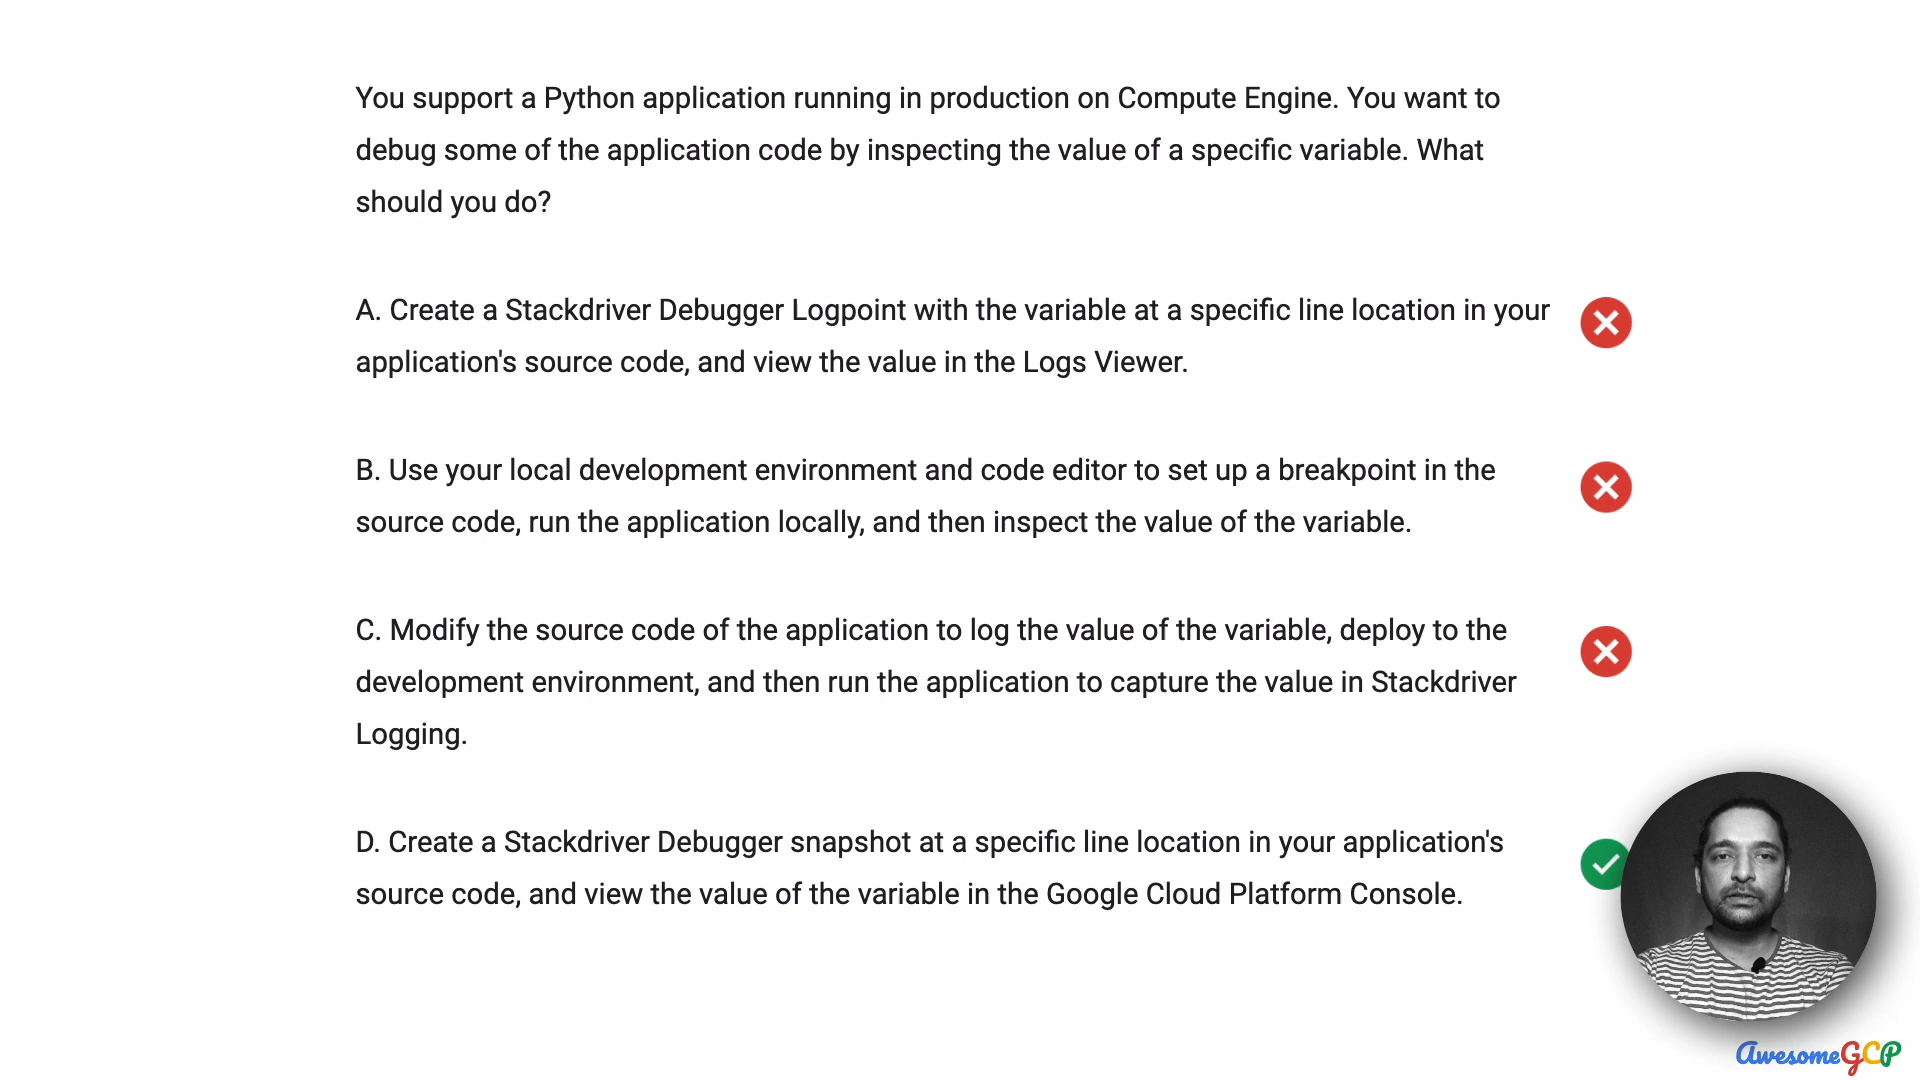 You support a Python application running in production on Compute Engine. You want to
debug some of the application code by inspecting the value of a specific variable. What
should you do?
A. Create a Stackdriver Debugger Logpoint with the variable at a specific line location in your
application's source code, and view the value in the Logs Viewer.
B. Use your local development environment and code editor to set up a breakpoint in the
source code, run the application locally, and then inspect the value of the variable.
C. Modify the source code of the application to log the value of the variable, deploy to the
development environment, and then run the application to capture the value in Stackdriver
Logging.
D. Create a Stackdriver Debugger snapshot at a specific line location in your application's
source code, and view the value of the variable in the Google Cloud Platform Console.
AwesomeGCP